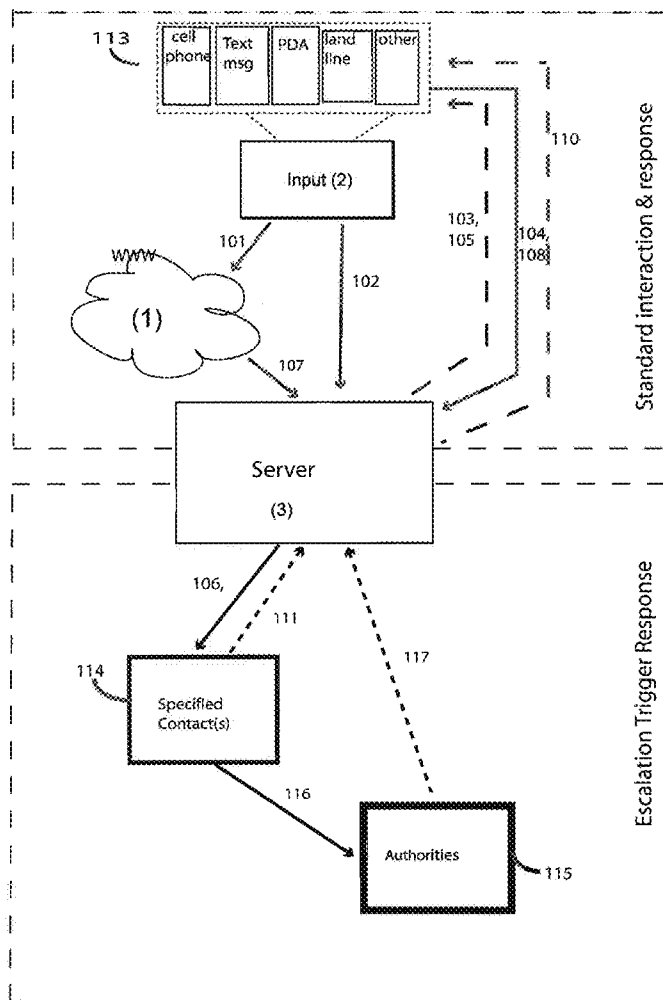 113
cell
phone
Text
msg
PDA
land
line
other
110
Input (2)
103,
105
104,
108
101
102
www
(1)
107
Standard interaction & response
Server
(3)
106,
111
117
114
Specified
Contact(s)
116
Authorities
115
Escalation Trigger Response